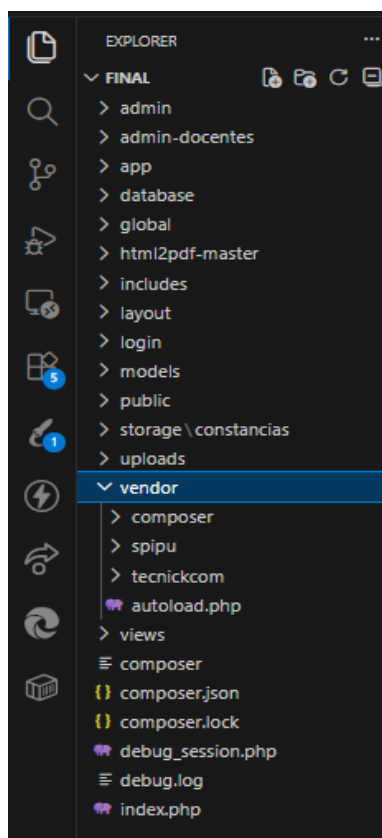 EXPLORER
FINAL
admin
admin-docentes
app
database
global
html2pdf-master
includes
layout
login
models
public
storage\constancias
uploads
vendor
composer
spipu
tecnickcom
autoload.php
views
composer
{} composer.json
{} composer.lock
debug_session.php
debug.log
index.php
5
1